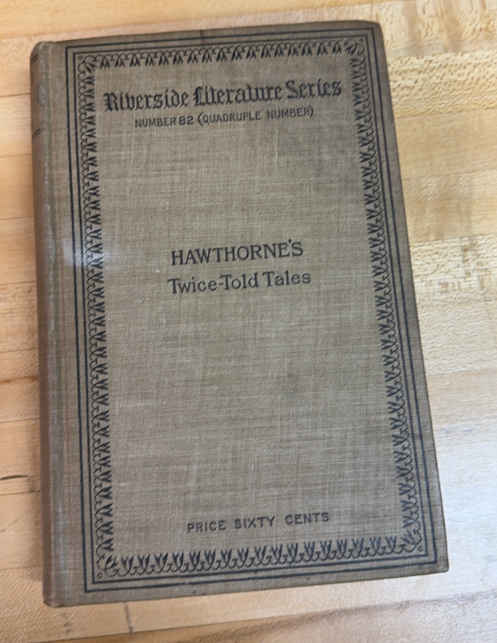 Riverside Literature Series
NUMBER 82 (QUADRUPLE NUMBER)
HAWTHORNE'S
Twice-Told Tales
PRICE SIXTY CENTS